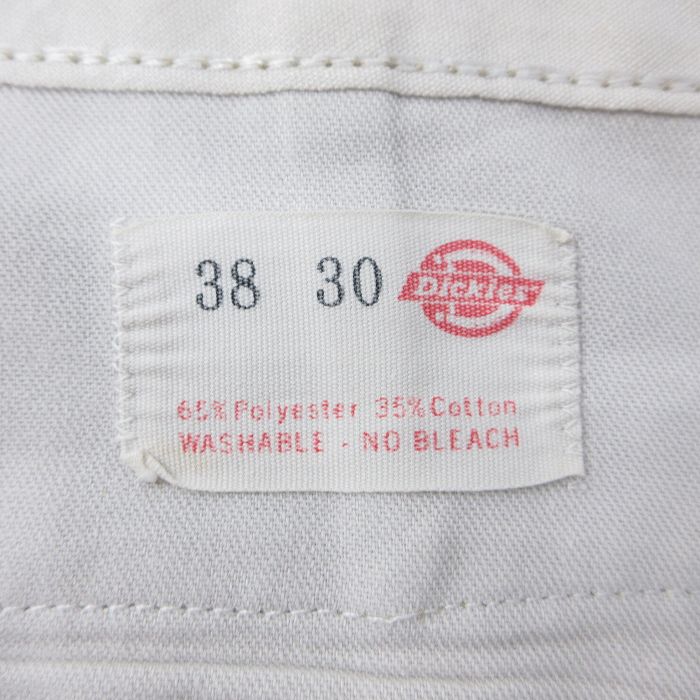 38 30 Dickies
65% Polyester 35% Cotton
WASHABLE - NO BLEACH